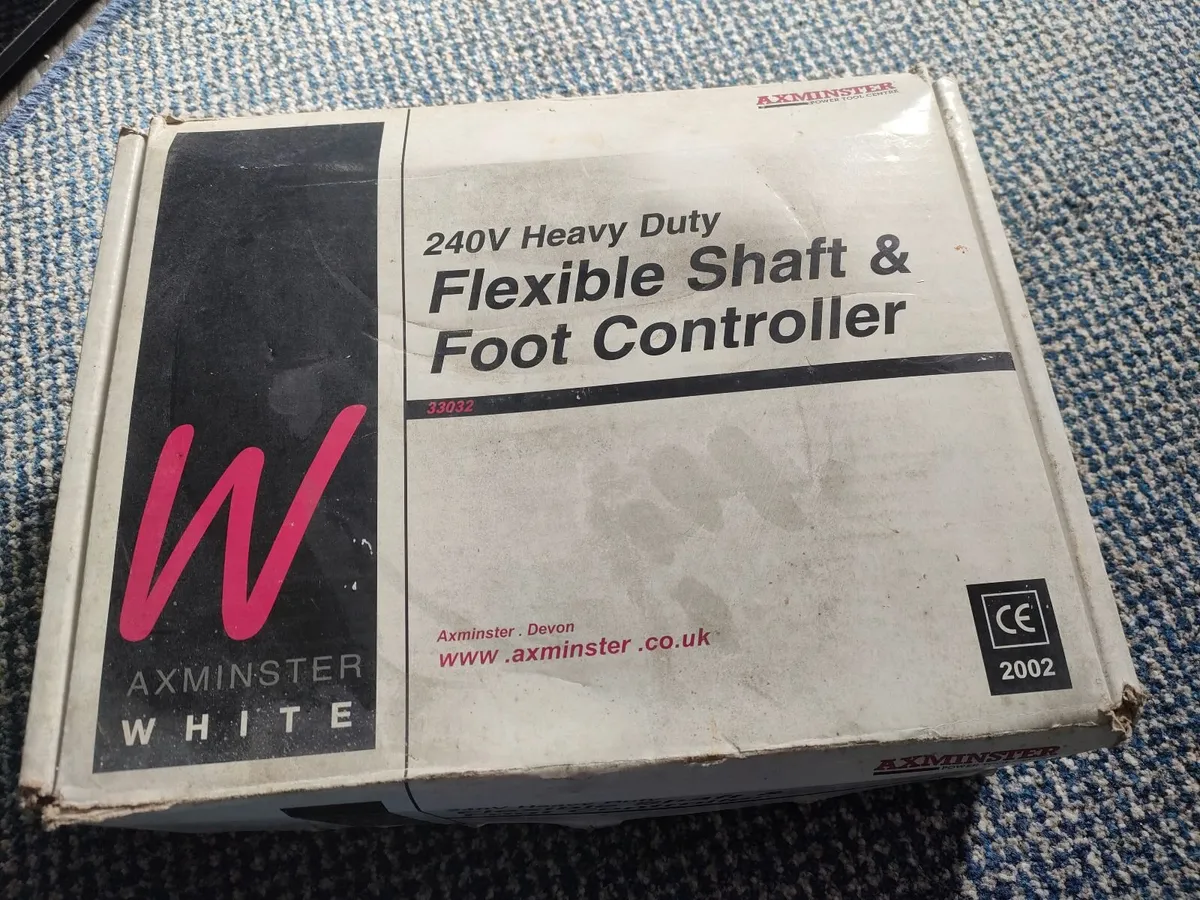 AXMINSTER
POWER TOOL CENTRE
240V Heavy Duty
Flexible Shaft &
Foot Controller
33032
W
AXMINSTER
WHITE
Axminster . Devon
www .axminster .co.uk
CE
2002
AXMINSTER